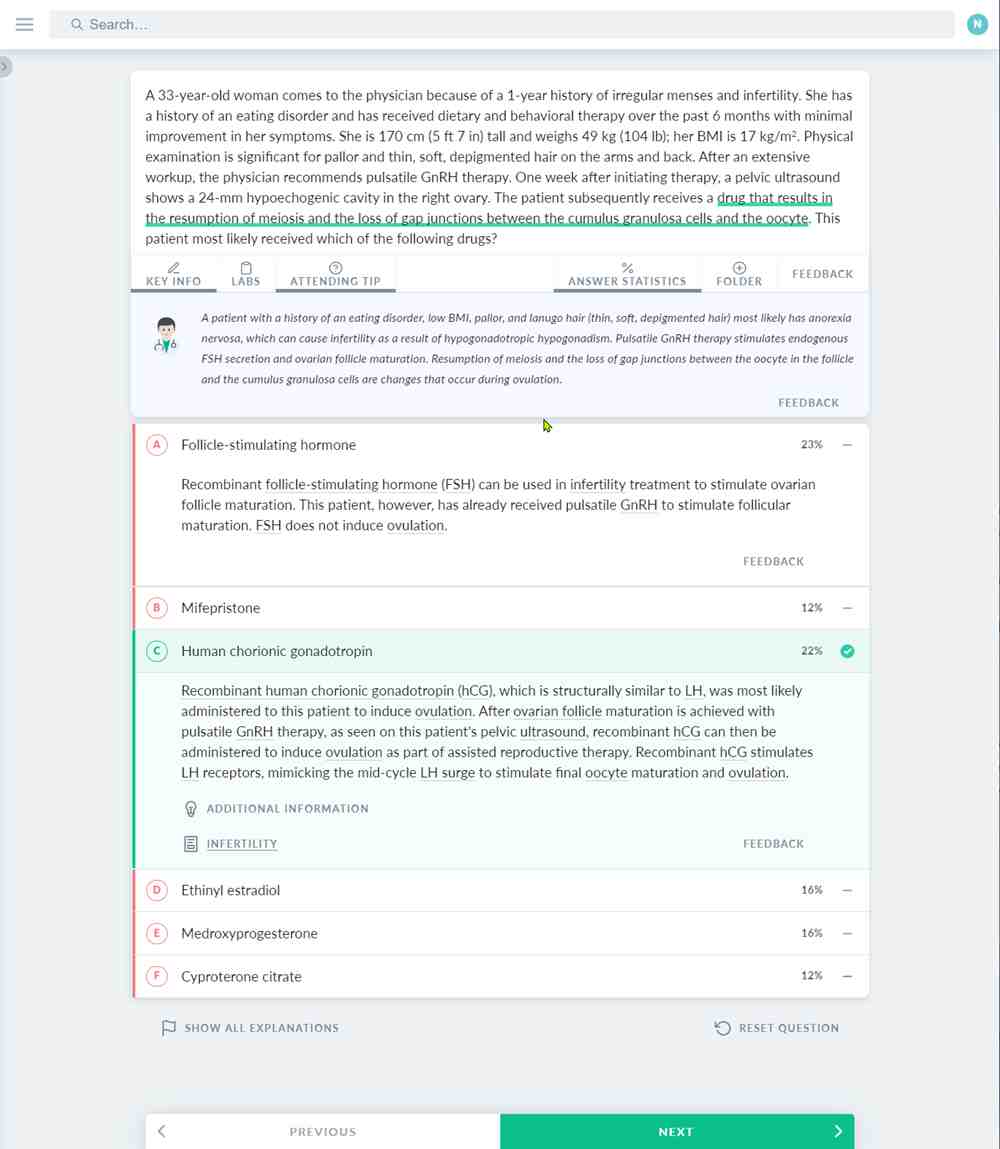 Search...
N
A 33-year-old woman comes to the physician because of a 1-year history of irregular menses and infertility. She has
a history of an eating disorder and has received dietary and behavioral therapy over the past 6 months with minimal
improvement in her symptoms. She is 170 cm (5 ft 7 in) tall and weighs 49 kg (104 lb); her BMI is 17 kg/m². Physical
examination is significant for pallor and thin, soft, depigmented hair on the arms and back. After an extensive
workup, the physician recommends pulsatile GnRH therapy. One week after initiating therapy, a pelvic ultrasound
shows a 24-mm hypoechogenic cavity in the right ovary. The patient subsequently receives a drug that results in
the resumption of meiosis and the loss of gap junctions between the cumulus granulosa cells and the oocyte. This
patient most likely received which of the following drugs?
KEY INFO
LABS
ATTENDING TIP
ANSWER STATISTICS
FOLDER
FEEDBACK
A patient with a history of an eating disorder, low BMI, pallor, and lanugo hair (thin, soft, depigmented hair) most likely has anorexia
nervosa, which can cause infertility as a result of hypogonadotropic hypogonadism. Pulsatile GnRH therapy stimulates endogenous
FSH secretion and ovarian follicle maturation. Resumption of meiosis and the loss of gap junctions between the oocyte in the follicle
and the cumulus granulosa cells are changes that occur during ovulation.
FEEDBACK
A Follicle-stimulating hormone 23%
Recombinant follicle-stimulating hormone (FSH) can be used in infertility treatment to stimulate ovarian
follicle maturation. This patient, however, has already received pulsatile GnRH to stimulate follicular
maturation. FSH does not induce ovulation.
FEEDBACK
B Mifepristone 12%
C Human chorionic gonadotropin 22%
Recombinant human chorionic gonadotropin (hCG), which is structurally similar to LH, was most likely
administered to this patient to induce ovulation. After ovarian follicle maturation is achieved with
pulsatile GnRH therapy, as seen on this patient's pelvic ultrasound, recombinant hCG can then be
administered to induce ovulation as part of assisted reproductive therapy. Recombinant hCG stimulates
LH receptors, mimicking the mid-cycle LH surge to stimulate final oocyte maturation and ovulation.
ADDITIONAL INFORMATION
INFERTILITY
FEEDBACK
D Ethinyl estradiol 16%
E Medroxyprogesterone 16%
F Cyproterone citrate 12%
SHOW ALL EXPLANATIONS
RESET QUESTION
PREVIOUS
NEXT